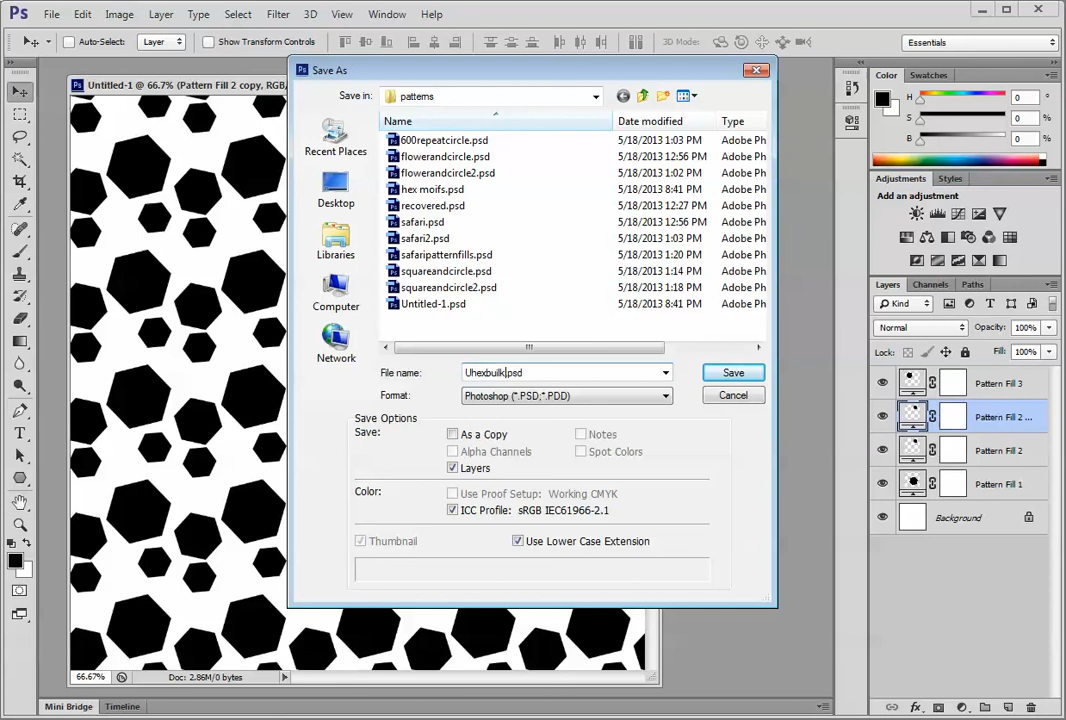 Ps File Edit Image Layer Type Select Filter 3D View Window Help
Auto-Select: Layer Show Transform Controls 3D Mode: Essentials
Untitled-1 @ 66.7% (Pattern Fill 2 copy, RGB/
Save As
Save in: patterns
Name Date modified Type
600repeatcircle.psd 5/18/2013 1:03 PM Adobe Ph
flowerandcircle.psd 5/18/2013 12:56 PM Adobe Ph
flowerandcircle2.psd 5/18/2013 1:02 PM Adobe Ph
hex moifs.psd 5/18/2013 8:41 PM Adobe Ph
recovered.psd 5/18/2013 12:27 PM Adobe Ph
safari.psd 5/18/2013 12:56 PM Adobe Ph
safari2.psd 5/18/2013 1:03 PM Adobe Ph
safaripatternfills.psd 5/18/2013 1:20 PM Adobe Ph
squareandcircle.psd 5/18/2013 1:14 PM Adobe Ph
squareandcircle2.psd 5/18/2013 1:18 PM Adobe Ph
Untitled-1.psd 5/18/2013 8:41 PM Adobe Ph
Recent Places
Desktop
Libraries
Computer
Network
File name: Uhexbulk.psd Save
Format: Photoshop (*.PSD;*.PDD) Cancel
Save Options
Save: As a Copy Notes
Alpha Channels Spot Colors
Layers
Color: Use Proof Setup: Working CMYK
ICC Profile: sRGB IEC61966-2.1
Thumbnail Use Lower Case Extension
Color Swatches
H 0 °
S 0 %
B 0 %
Adjustments Styles
Add an adjustment
Layers Channels Paths
Kind
Normal Opacity: 100%
Lock: Fill: 100%
Pattern Fill 3
Pattern Fill 2 ...
Pattern Fill 2
Pattern Fill 1
Background
66.67% Doc: 2.86M/0 bytes
Mini Bridge Timeline